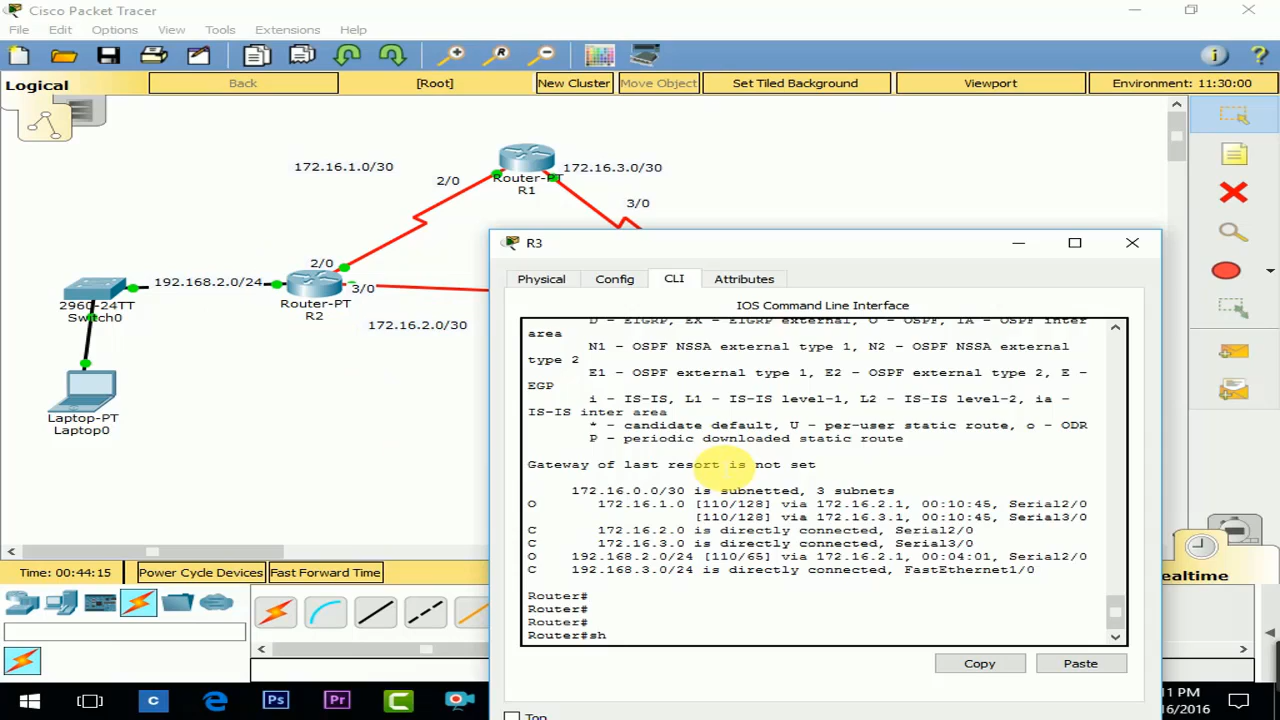 Cisco Packet Tracer
File Edit Options View Tools Extensions Help
Logical
Back
[Root]
New Cluster
Move Object
Set Tiled Background
Viewport
Environment: 11:30:00
172.16.1.0/30
172.16.3.0/30
2/0
Router-PT
R1
3/0
2/0
192.168.2.0/24
3/0
2960-24TT
Switch0
Router-PT
R2
172.16.2.0/30
Laptop-PT
Laptop0
R3
Physical Config CLI Attributes
IOS Command Line Interface
D - EIGRP, EX - EIGRP external, O - OSPF, IA - OSPF inter
area
N1 - OSPF NSSA external type 1, N2 - OSPF NSSA external
type 2
E1 - OSPF external type 1, E2 - OSPF external type 2, E -
EGP
i - IS-IS, L1 - IS-IS level-1, L2 - IS-IS level-2, ia -
IS-IS inter area
* - candidate default, U - per-user static route, o - ODR
P - periodic downloaded static route
Gateway of last resort is not set
172.16.0.0/30 is subnetted, 3 subnets
O 172.16.1.0 [110/128] via 172.16.2.1, 00:10:45, Serial2/0
[110/128] via 172.16.3.1, 00:10:45, Serial3/0
C 172.16.2.0 is directly connected, Serial2/0
C 172.16.3.0 is directly connected, Serial3/0
O 192.168.2.0/24 [110/65] via 172.16.2.1, 00:04:01, Serial2/0
C 192.168.3.0/24 is directly connected, FastEthernet1/0
Router#
Router#
Router#
Router#sh
Copy
Paste
Top
Time: 00:44:15
Power Cycle Devices
Fast Forward Time
Realtime